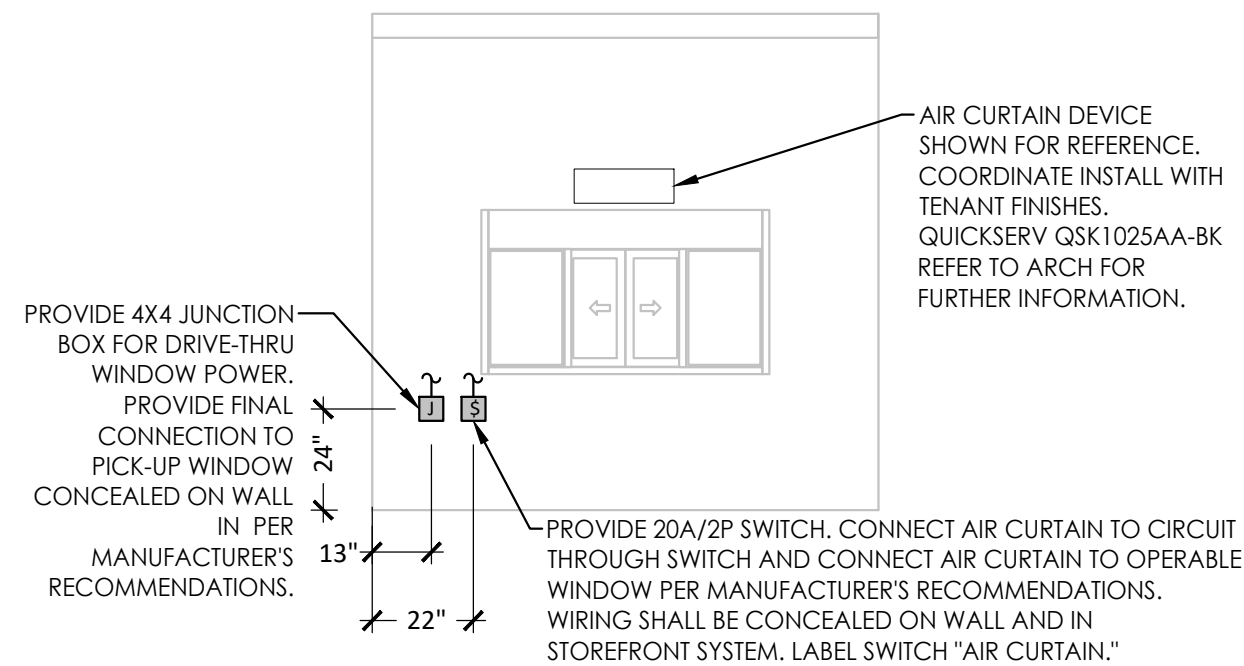 AIR CURTAIN DEVICE
SHOWN FOR REFERENCE.
COORDINATE INSTALL WITH
TENANT FINISHES.
QUICKSERV QSK1025AA-BK
REFER TO ARCH FOR
FURTHER INFORMATION.
PROVIDE 4X4 JUNCTION
BOX FOR DRIVE-THRU
WINDOW POWER.
PROVIDE FINAL
CONNECTION TO
PICK-UP WINDOW
CONCEALED ON WALL
IN PER
MANUFACTURER'S
RECOMMENDATIONS.
J
$
24"
13"
22"
PROVIDE 20A/2P SWITCH. CONNECT AIR CURTAIN TO CIRCUIT
THROUGH SWITCH AND CONNECT AIR CURTAIN TO OPERABLE
WINDOW PER MANUFACTURER'S RECOMMENDATIONS.
WIRING SHALL BE CONCEALED ON WALL AND IN
STOREFRONT SYSTEM. LABEL SWITCH "AIR CURTAIN."